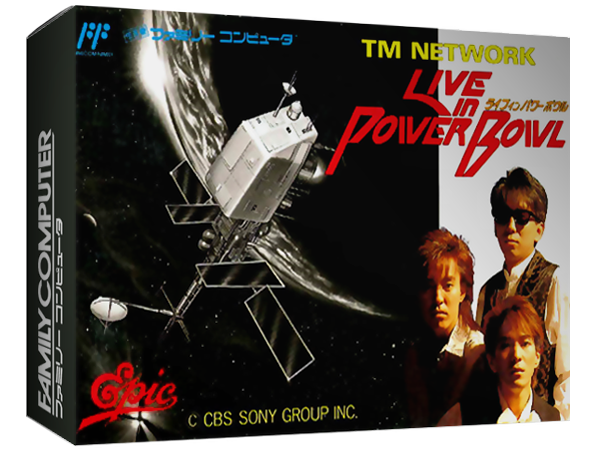 FF
ファミリー コンピュータ
TM NETWORK
LIVE
in
ライブ イン パワーボウル
POWER BOWL
Epic
C CBS SONY GROUP INC.
FAMILY COMPUTER
ファミリー コンピュータ